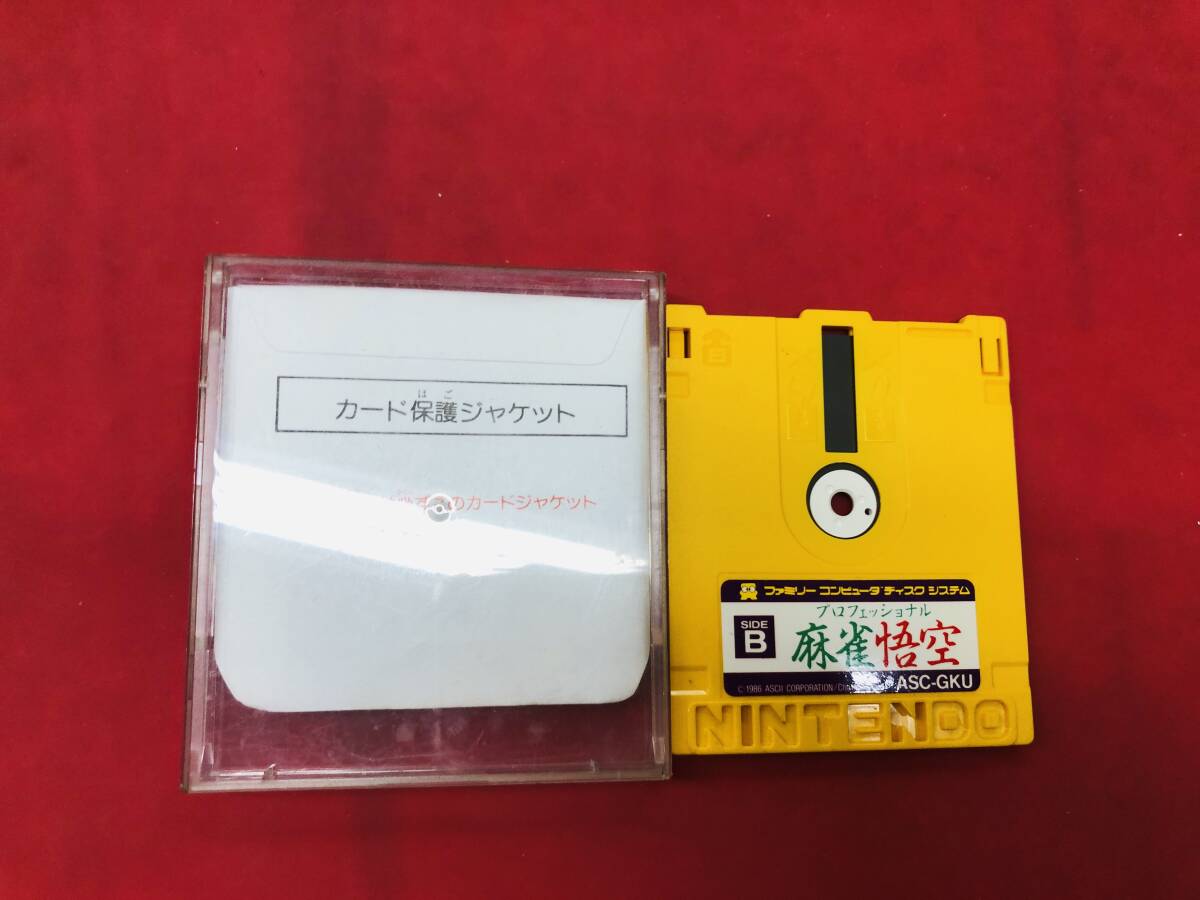 カード保護ジャケット
はご
のカードジャケット
ファミリー コンピュータ ディスク システム
プロフェッショナル
SIDE
B
麻雀悟空
© 1986 ASCII CORPORATION
ASC-GKU
NINTENDO